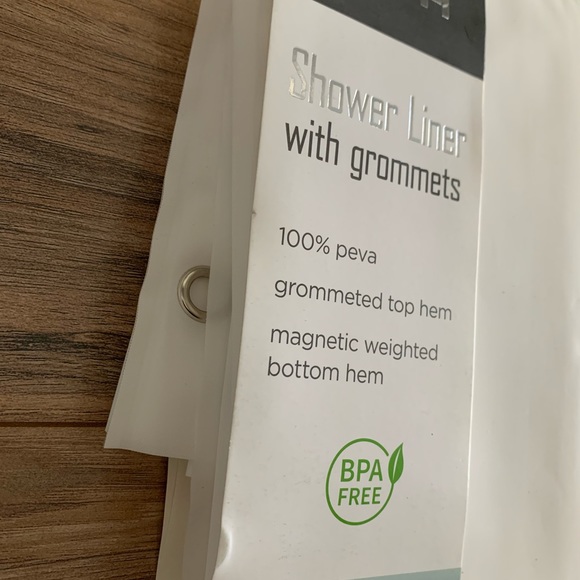 Shower Liner
with grommets
100% peva
grommeted top hem
magnetic weighted
bottom hem
BPA
FREE